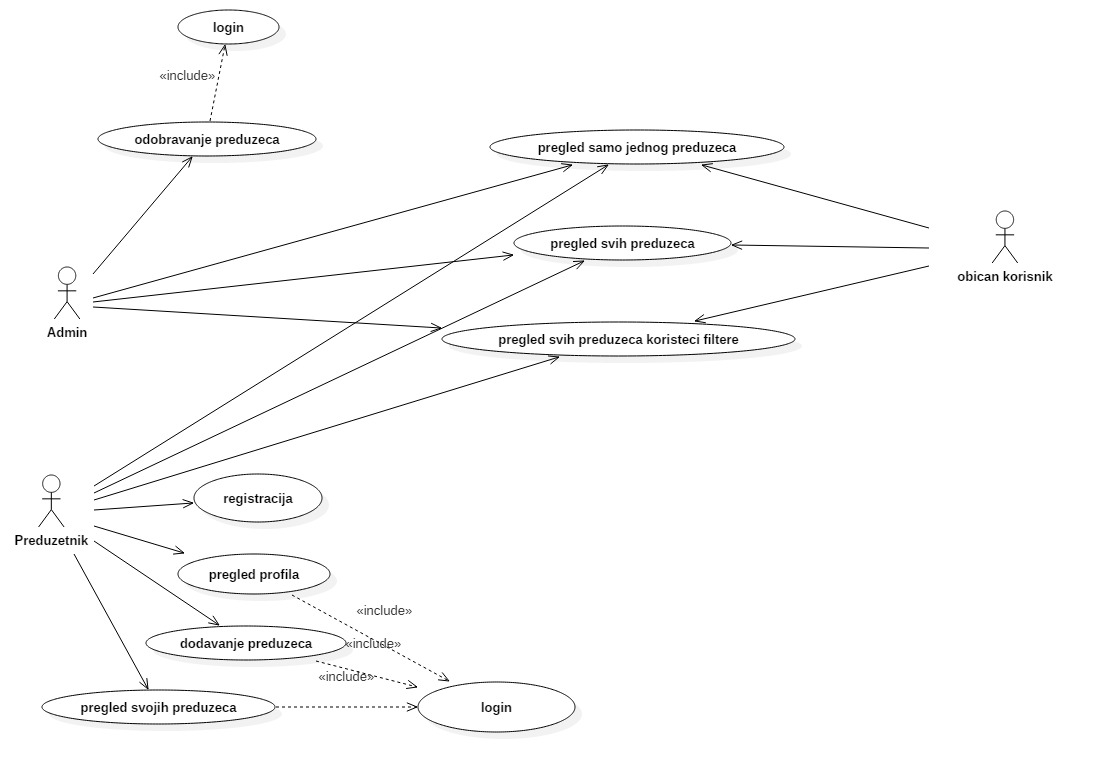 login
«include»
odobravanje preduzeca
pregled samo jednog preduzeca
pregled svih preduzeca
obican korisnik
Admin
pregled svih preduzeca koristeci filtere
registracija
Preduzetnik
pregled profila
«include»
dodavanje preduzeca
«include»
«include»
pregled svojih preduzeca
login